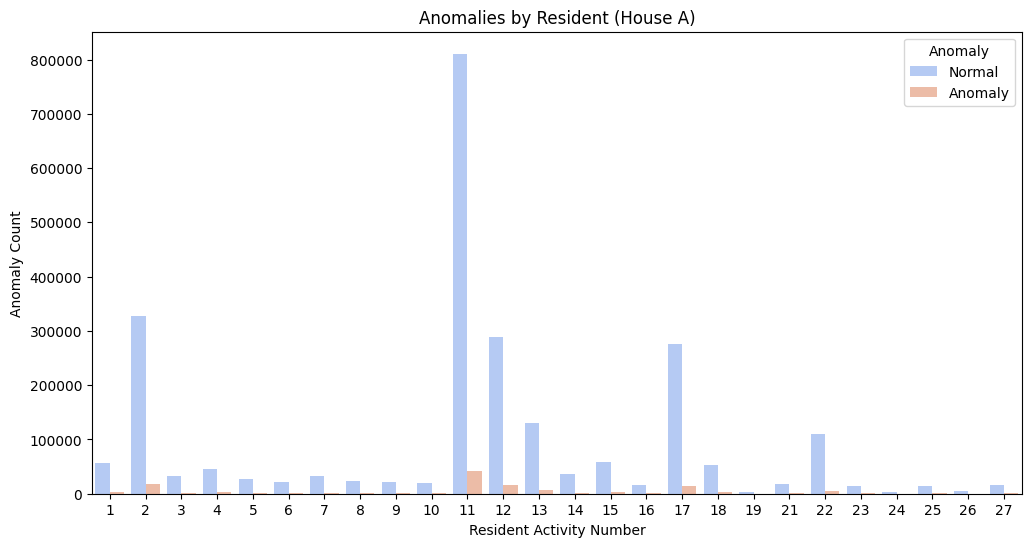 Anomalies by Resident (House A)
Anomaly
Normal
Anomaly
800000
700000
600000
500000
400000
300000
200000
100000
0
Anomaly Count
1 2 3 4 5 6 7 8 9 10 11 12 13 14 15 16 17 18 19 21 22 23 24 25 26 27
Resident Activity Number